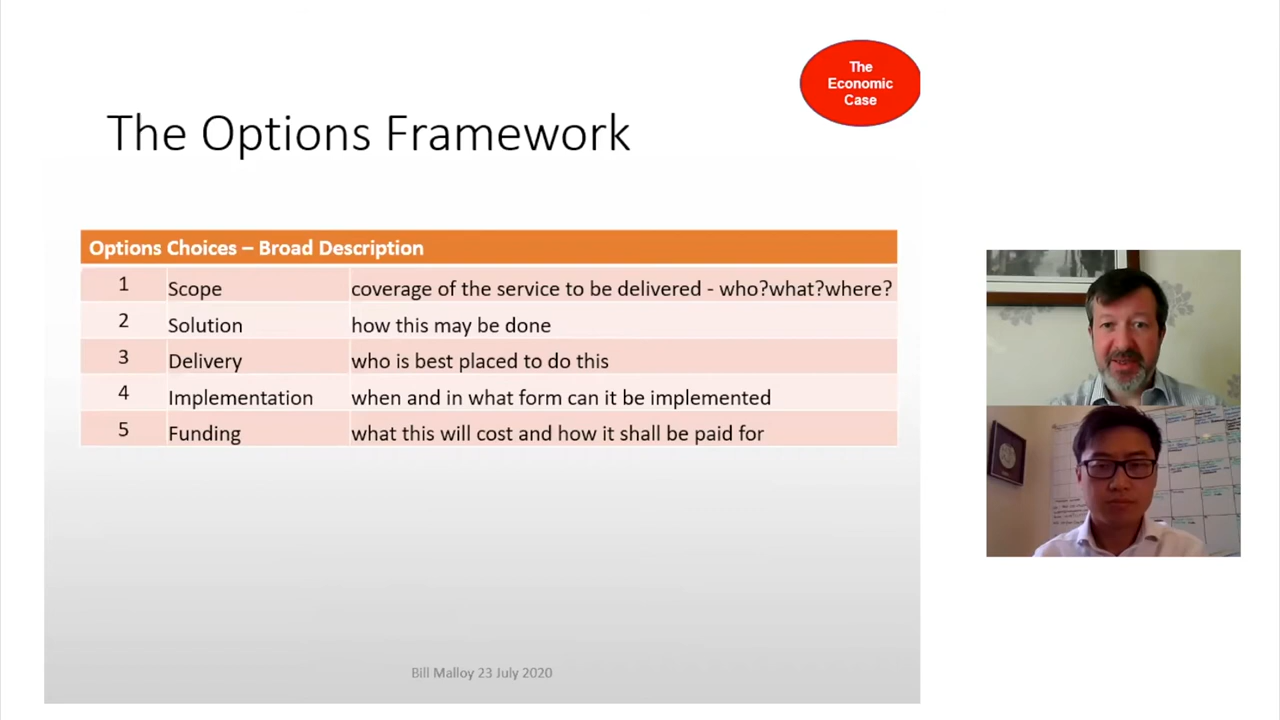 The
Economic
Case
The Options Framework
Options Choices – Broad Description
1 Scope coverage of the service to be delivered - who?what?where?
2 Solution how this may be done
3 Delivery who is best placed to do this
4 Implementation when and in what form can it be implemented
5 Funding what this will cost and how it shall be paid for
Bill Malloy 23 July 2020